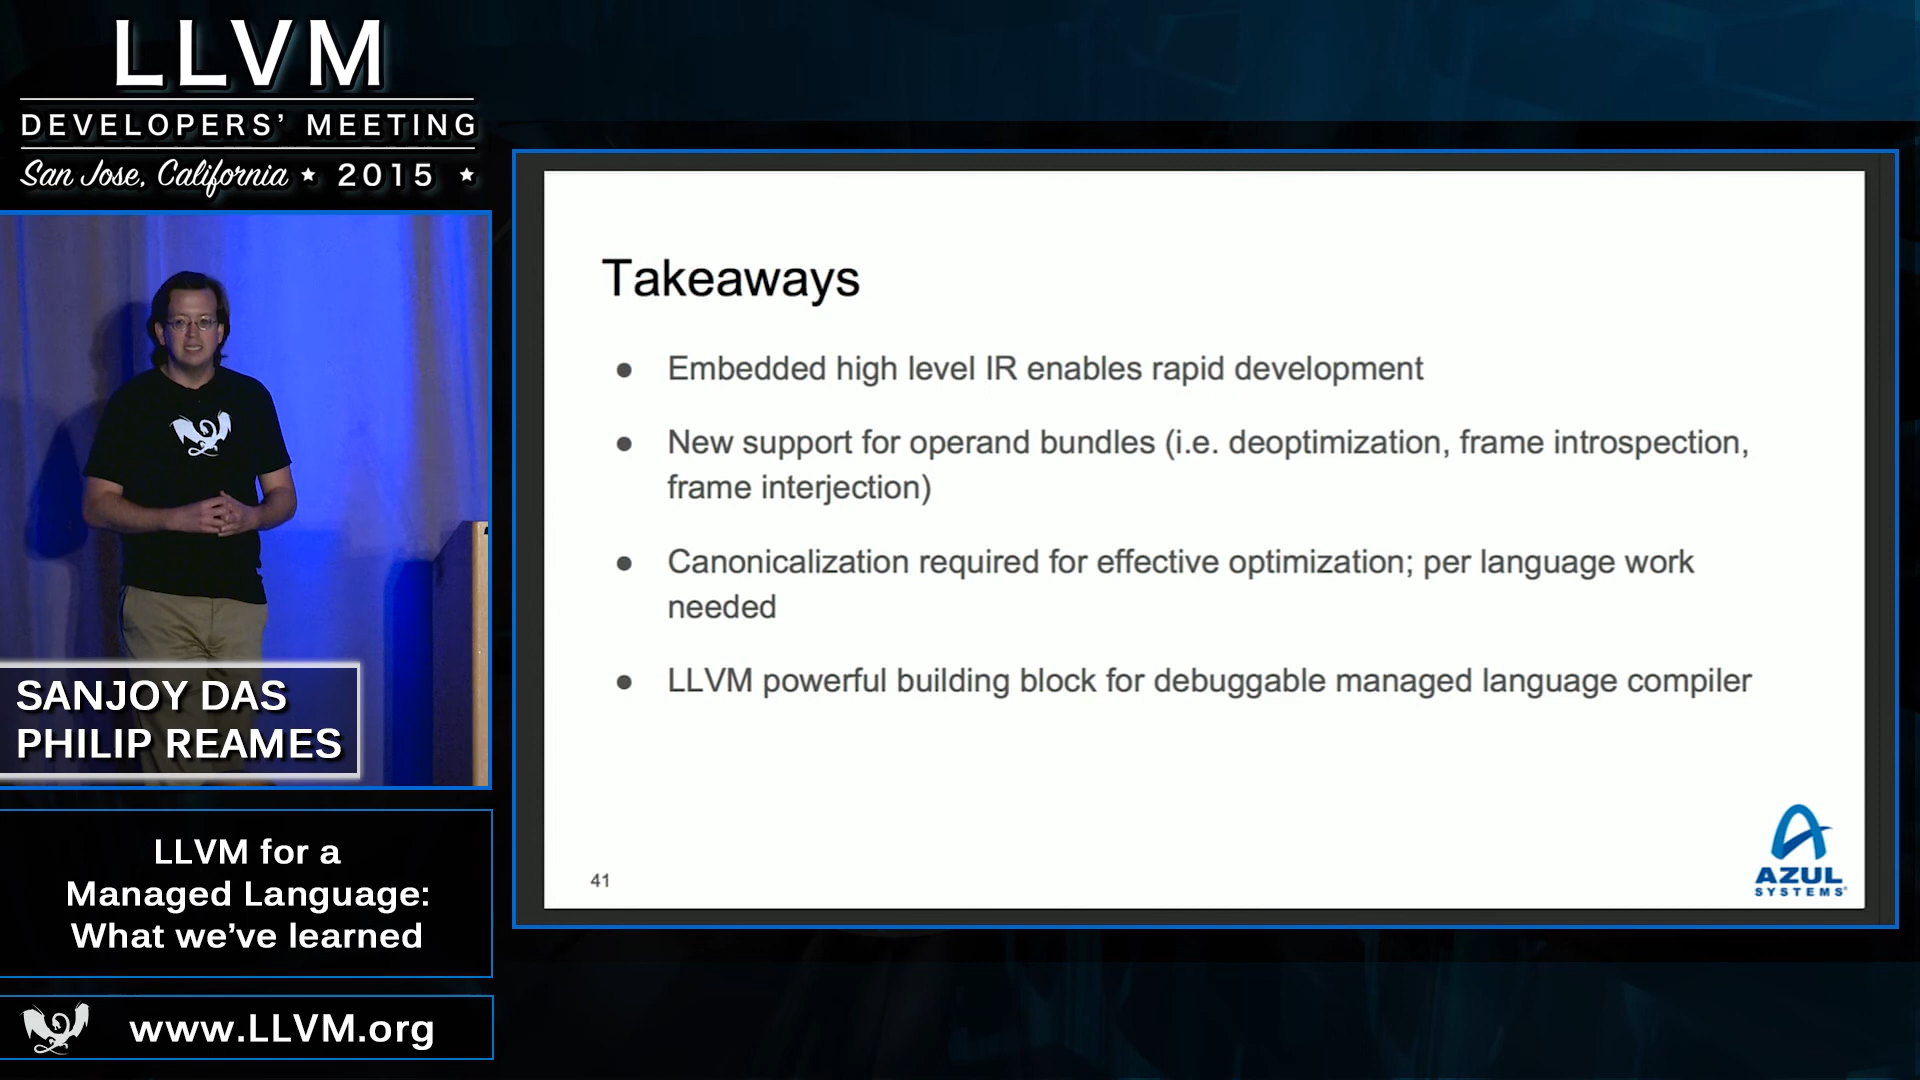 LLVM
DEVELOPERS' MEETING
San Jose, California ★ 2015 ★
SANJOY DAS
PHILIP REAMES
LLVM for a
Managed Language:
What we've learned
www.LLVM.org
Takeaways
● Embedded high level IR enables rapid development
● New support for operand bundles (i.e. deoptimization, frame introspection,
frame interjection)
● Canonicalization required for effective optimization; per language work
needed
● LLVM powerful building block for debuggable managed language compiler
41
AZUL
SYSTEMS®